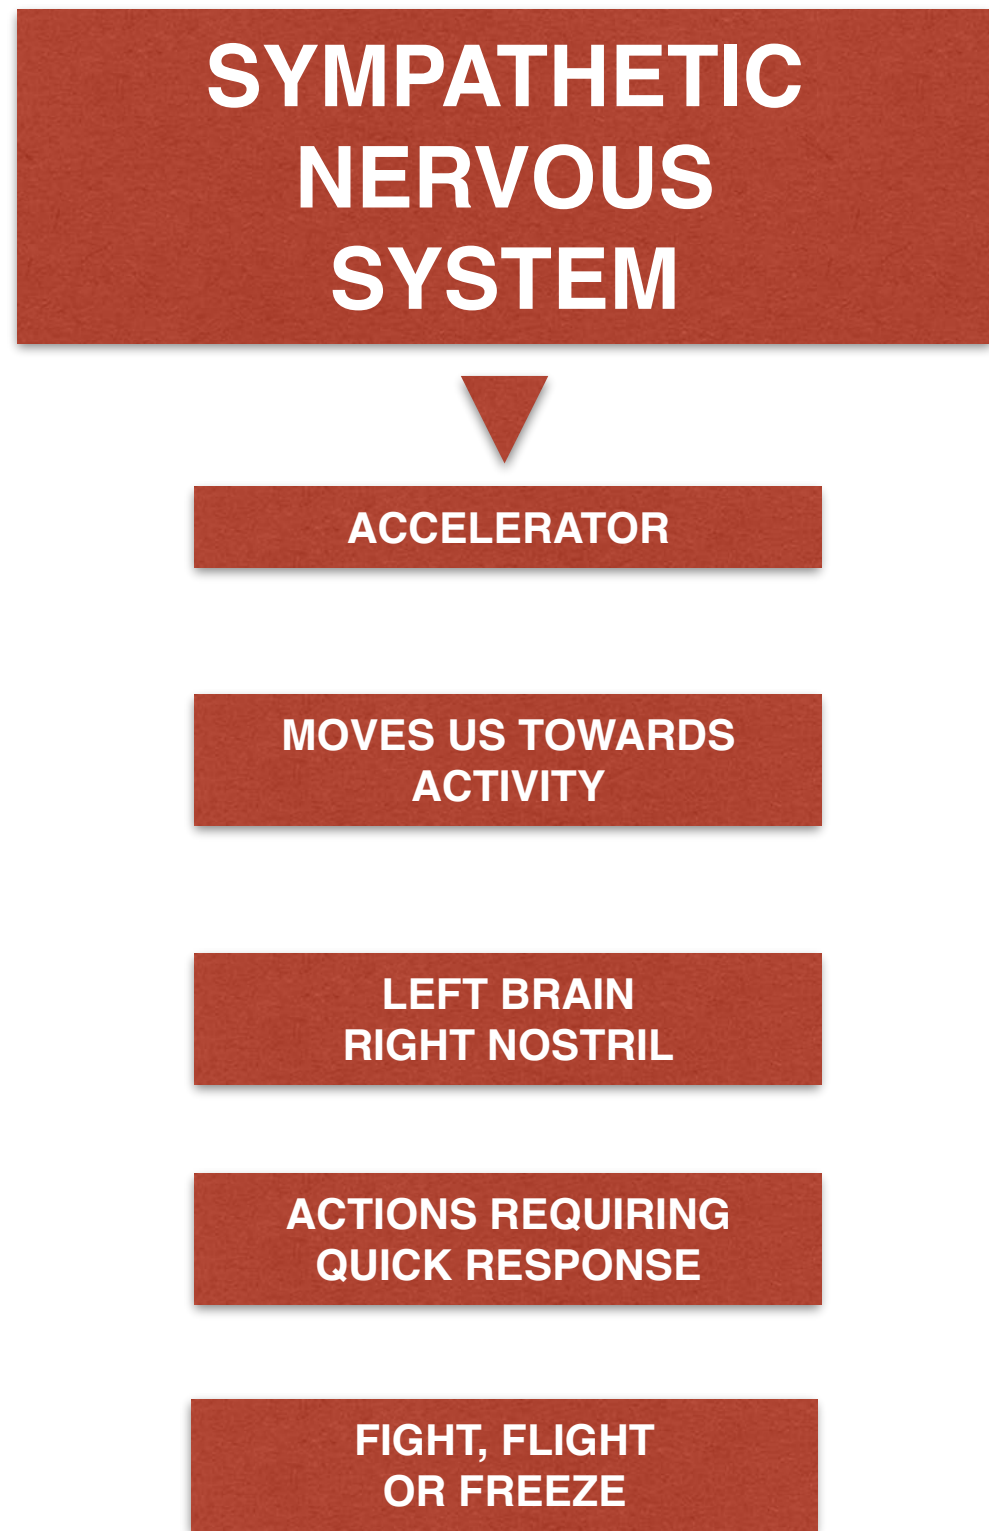 SYMPATHETIC
NERVOUS
SYSTEM
ACCELERATOR
MOVES US TOWARDS
ACTIVITY
LEFT BRAIN
RIGHT NOSTRIL
ACTIONS REQUIRING
QUICK RESPONSE
FIGHT, FLIGHT
OR FREEZE